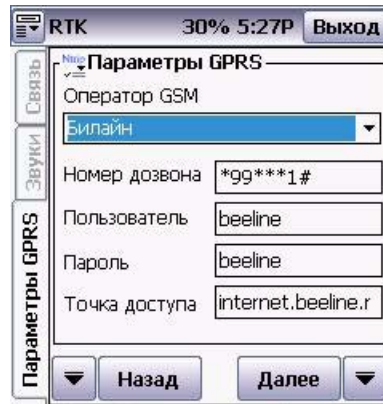 RTK 30% 5:27P Выход
Связь
Звуки
Параметры GPRS
Ntrip Параметры GPRS
Оператор GSM
Билайн
Номер дозвона *99***1#
Пользователь beeline
Пароль beeline
Точка доступа internet.beeline.r
Назад Далее